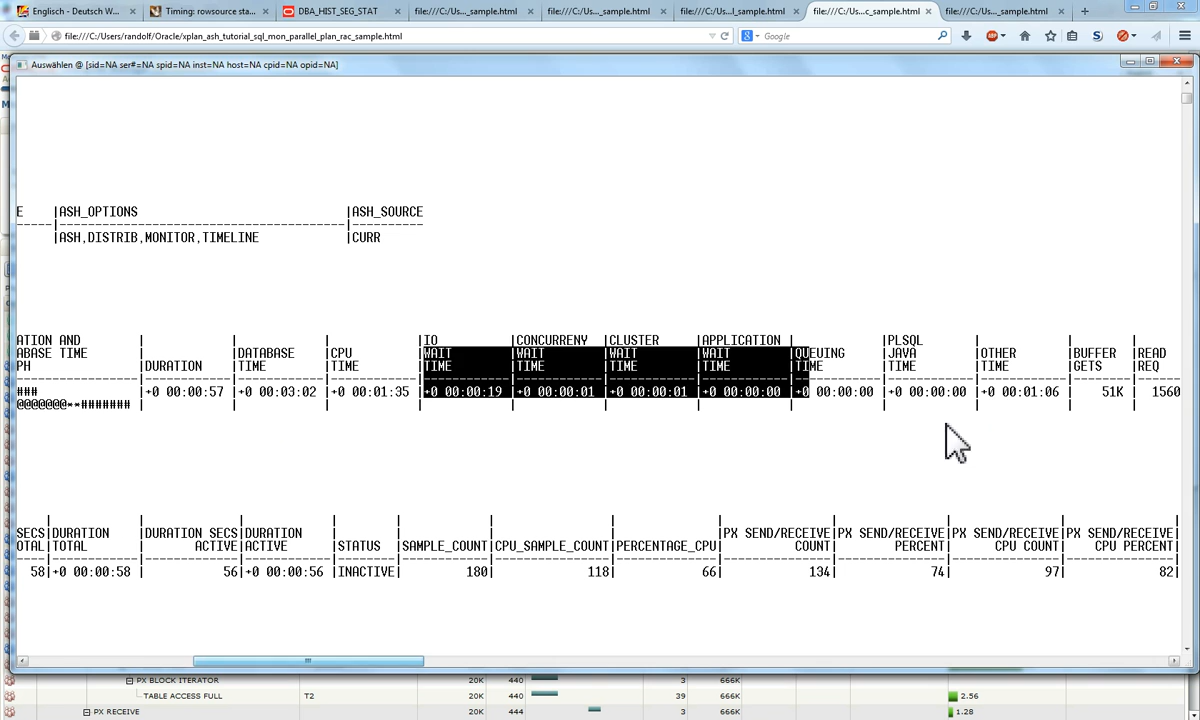 Englisch - Deutsch W... Timing: rowsource sta... DBA_HIST_SEG_STAT file:///C:/Us..._sample.html file:///C:/Us..._sample.html file:///C:/Us...l_sample.html file:///C:/Us...c_sample.html file:///C:/Us..._sample.html
file:///C:/Users/randolf/Oracle/xplan_ash_tutorial_sql_mon_parallel_plan_rac_sample.html Google
Auswählen @ [sid=NA ser#=NA spid=NA inst=NA host=NA cpid=NA opid=NA]
E |ASH_OPTIONS |ASH_SOURCE
-----|-----------------------------------------|----------
|ASH,DISTRIB,MONITOR,TIMELINE |CURR
ATION AND | | | |IO |CONCURRENY |CLUSTER |APPLICATION | |PLSQL | | |
ABASE TIME | |DATABASE |CPU |WAIT |WAIT |WAIT |WAIT |QUEUING |JAVA |OTHER |BUFFER |READ
PH |DURATION |TIME |TIME |TIME |TIME |TIME |TIME |TIME |TIME |TIME |GETS |REQ
### |+0 00:00:57 |+0 00:03:02 |+0 00:01:35 |+0 00:00:19 |+0 00:00:01 |+0 00:00:01 |+0 00:00:00 |+0 00:00:00 |+0 00:00:00 |+0 00:01:06 | 51K | 1560
@@@@@@@**####### | | | | | | | | | | | |
SECS|DURATION |DURATION SECS|DURATION | | | | |PX SEND/RECEIVE|PX SEND/RECEIVE|PX SEND/RECEIVE|PX SEND/RECEIVE|
OTAL|TOTAL | ACTIVE|ACTIVE |STATUS |SAMPLE_COUNT|CPU_SAMPLE_COUNT|PERCENTAGE_CPU| COUNT| PERCENT| CPU COUNT| CPU PERCENT|
58|+0 00:00:58 | 56|+0 00:00:56 |INACTIVE| 180| 118| 66| 134| 74| 97| 82|
PX BLOCK ITERATOR 20K 440 3 666K
TABLE ACCESS FULL T2 20K 440 39 666K 2.56
PX RECEIVE 20K 444 3 666K 1.28